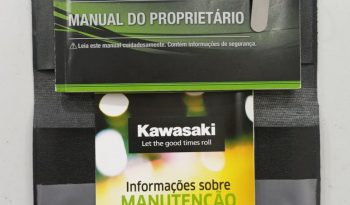 MANUAL DO PROPRIETÁRIO
Leia este manual cuidadosamente. Contém informações de segurança.
Kawasaki
Let the good times roll
Informações sobre
MANUTENÇÃO